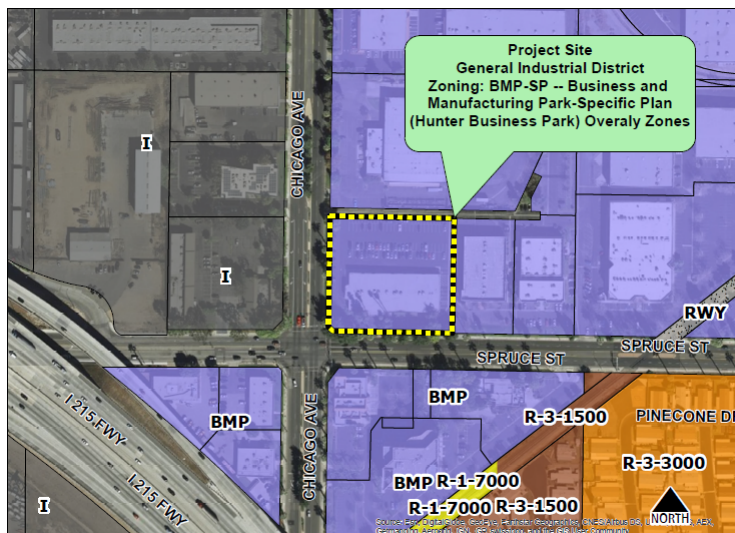 Project Site
General Industrial District
Zoning: BMP-SP -- Business and
Manufacturing Park-Specific Plan
(Hunter Business Park) Overaly Zones
CHICAGO AVE
I
I
RWY
SPRUCE ST
SPRUCE ST
I 215 FWY
I 215 FWY
CHICAGO AVE
BMP
BMP
R-3-1500
PINECONE
R-3-3000
BMP
R-1-7000
R-1-7000
R-3-1500
I
NORTH